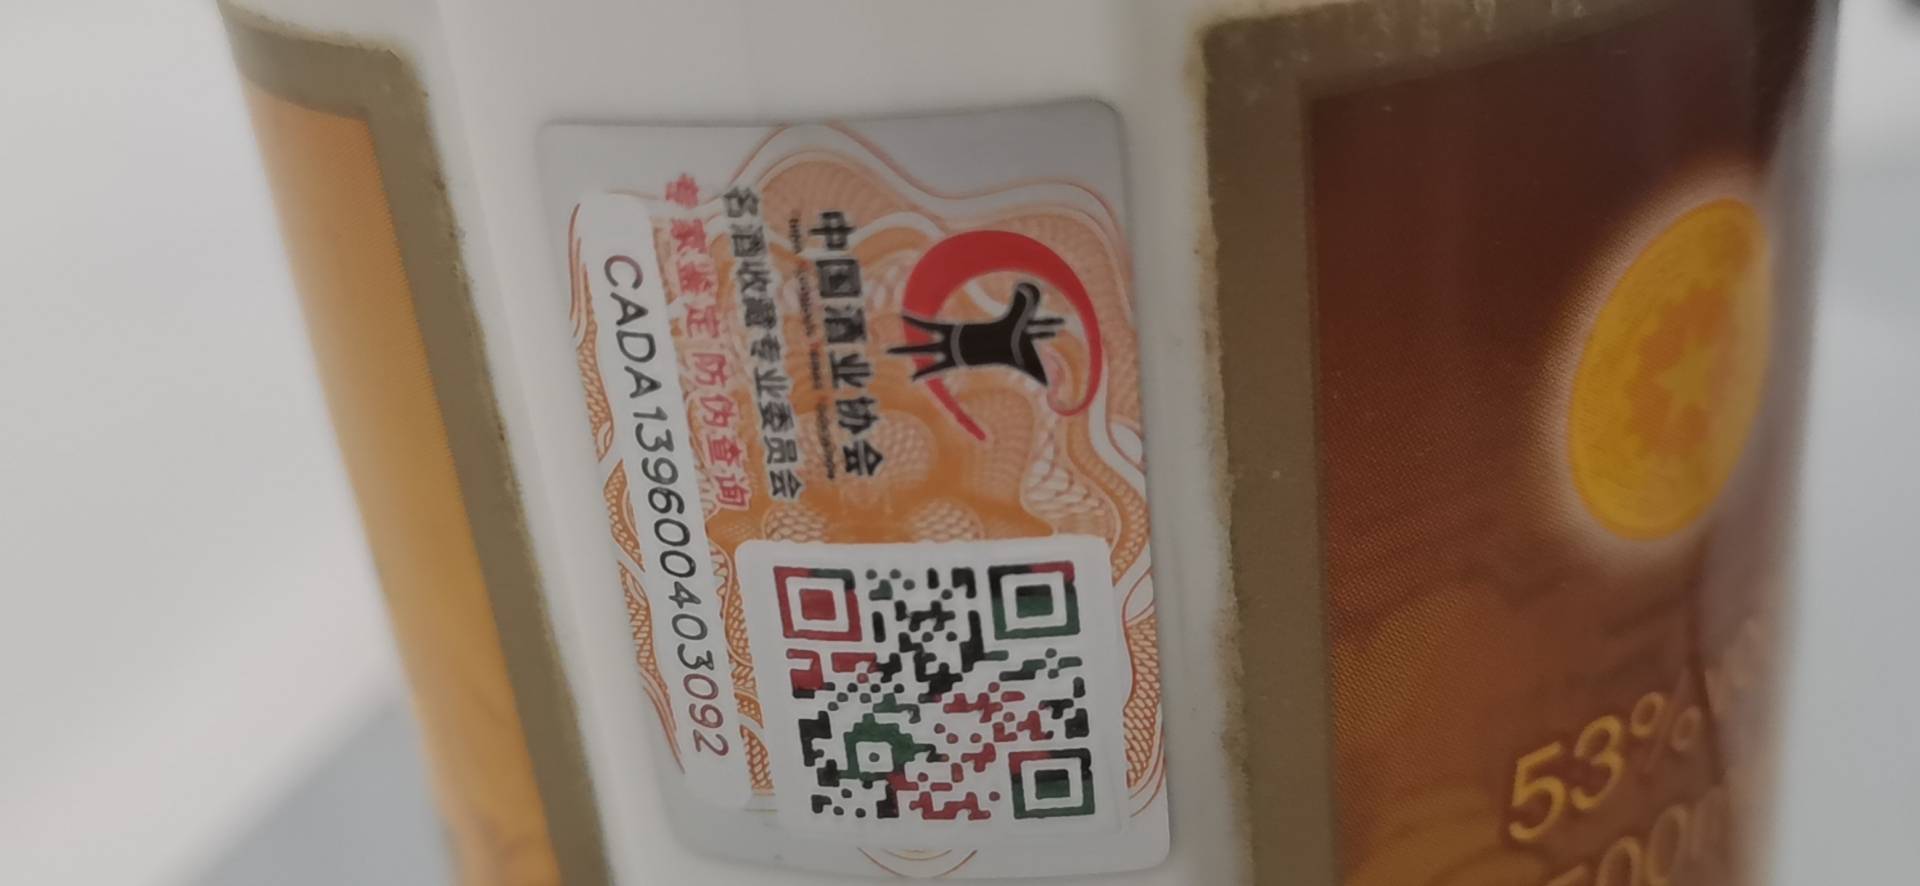 中国酒业协会
名酒收藏专业委员会
专家鉴定 防伪查询
CADA139600403092
53%